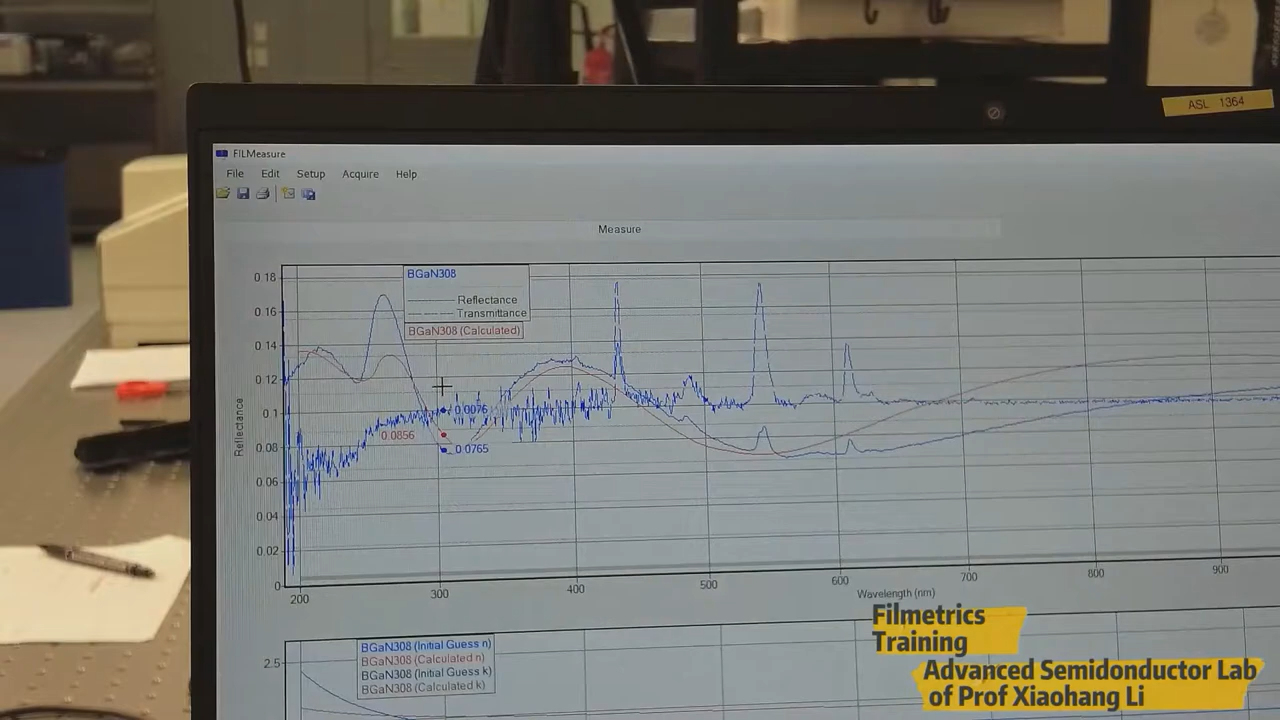 ASL 1364
FILMeasure
File Edit Setup Acquire Help
Measure
BGaN308
Reflectance
Transmittance
BGaN308 (Calculated)
0.18
0.16
0.14
0.12
0.1
0.08
0.06
0.04
0.02
0
Reflectance
0.0076
0.0856
0.0765
200 300 400 500 600 700 800 900
Wavelength (nm)
2.5
BGaN308 (Initial Guess n)
BGaN308 (Calculated n)
BGaN308 (Initial Guess k)
BGaN308 (Calculated k)
Filmetrics
Training
Advanced Semidonductor Lab
of Prof Xiaohang Li